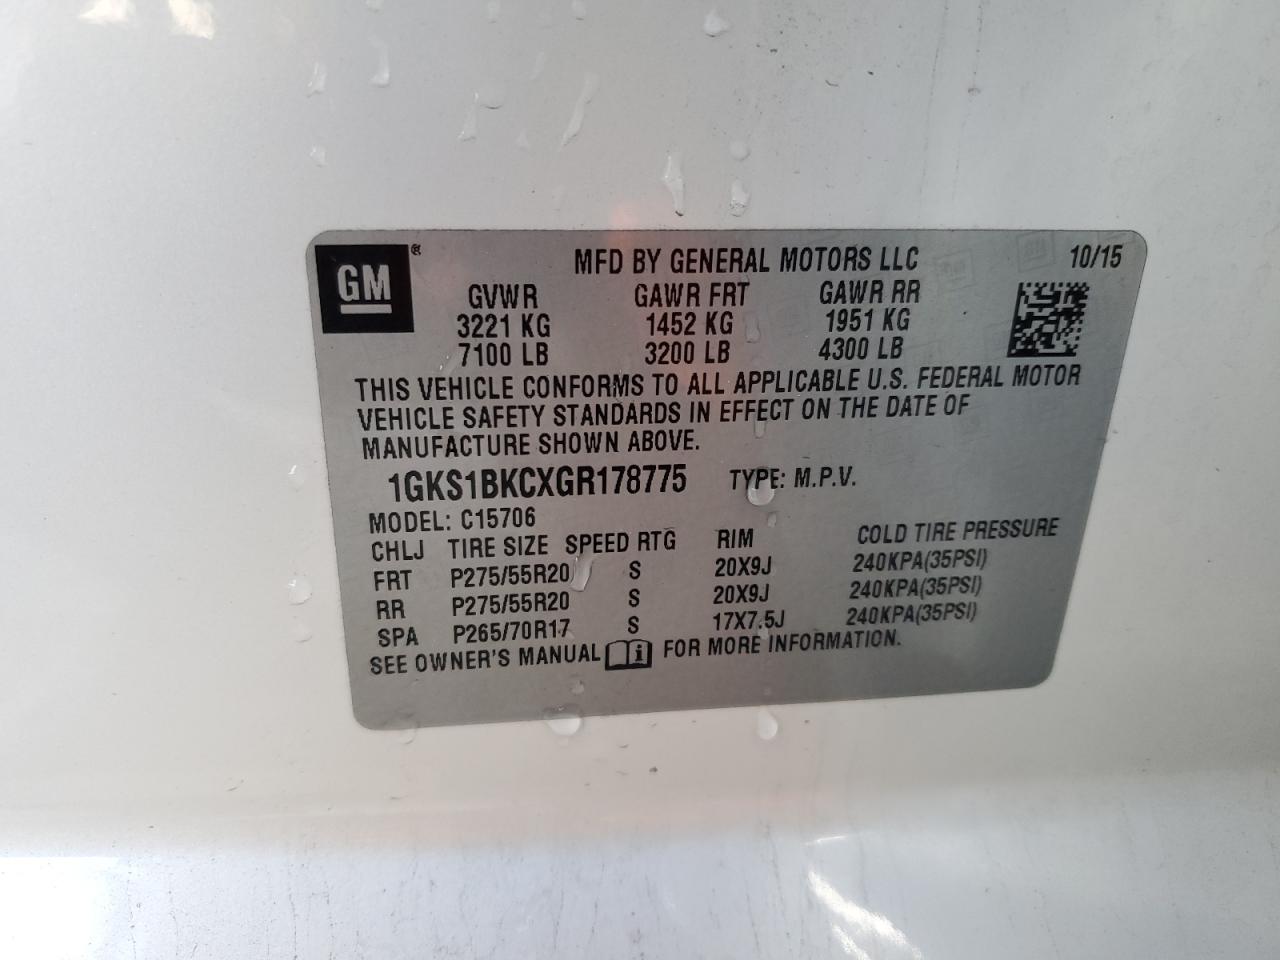 GM®
MFD BY GENERAL MOTORS LLC 10/15
GVWR GAWR FRT GAWR RR
3221 KG 1452 KG 1951 KG
7100 LB 3200 LB 4300 LB
THIS VEHICLE CONFORMS TO ALL APPLICABLE U.S. FEDERAL MOTOR
VEHICLE SAFETY STANDARDS IN EFFECT ON THE DATE OF
MANUFACTURE SHOWN ABOVE.
1GKS1BKCXGR178775 TYPE: M.P.V.
MODEL: C15706
CHLJ TIRE SIZE SPEED RTG RIM COLD TIRE PRESSURE
FRT P275/55R20 S 20X9J 240KPA(35PSI)
RR P275/55R20 S 20X9J 240KPA(35PSI)
SPA P265/70R17 S 17X7.5J 240KPA(35PSI)
SEE OWNER'S MANUAL i FOR MORE INFORMATION.